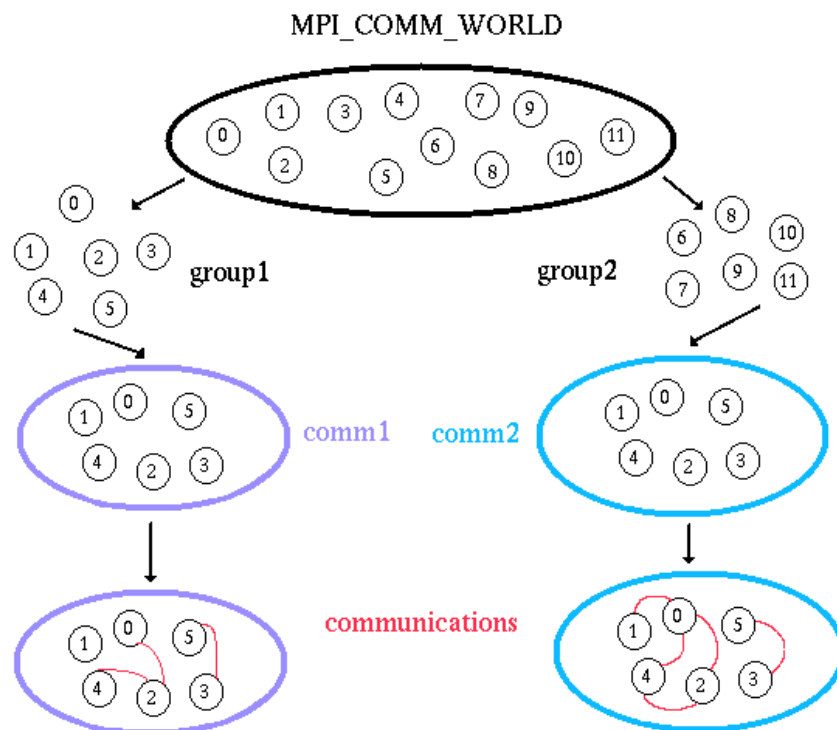 MPI_COMM_WORLD
0 1 3 4 7 9 11
2 5 6 8 10
0
1 2 3
4 5
group1
group2
6 8 10
7 9 11
1 0 5
4 2 3
comm1
comm2
1 0 5
4 2 3
communications
1 0 5
4 2 3
1 0 5
4 2 3